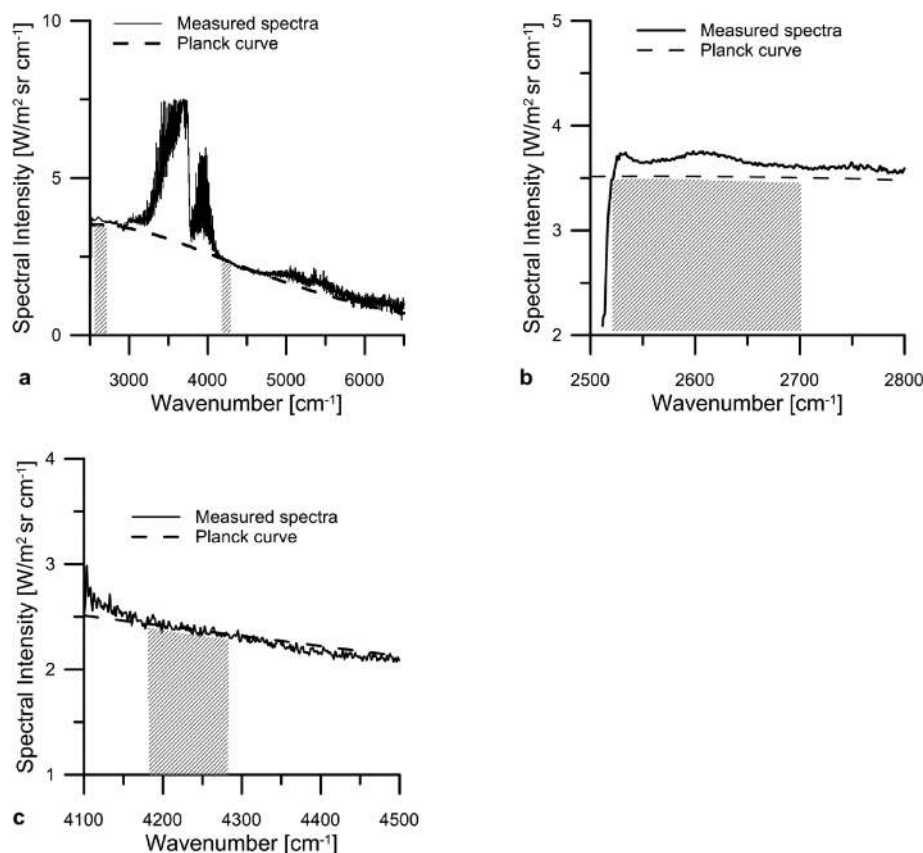 10
Measured spectra
Planck curve
5
0
Spectral Intensity [W/m² sr cm⁻¹]
3000 4000 5000 6000
a
Wavenumber [cm⁻¹]
5
Measured spectra
Planck curve
4
3
2
Spectral Intensity [W/m² sr cm⁻¹]
2500 2600 2700 2800
b
Wavenumber [cm⁻¹]
4
Measured spectra
Planck curve
3
2
1
Spectral Intensity [W/m² sr cm⁻¹]
4100 4200 4300 4400 4500
c
Wavenumber [cm⁻¹]